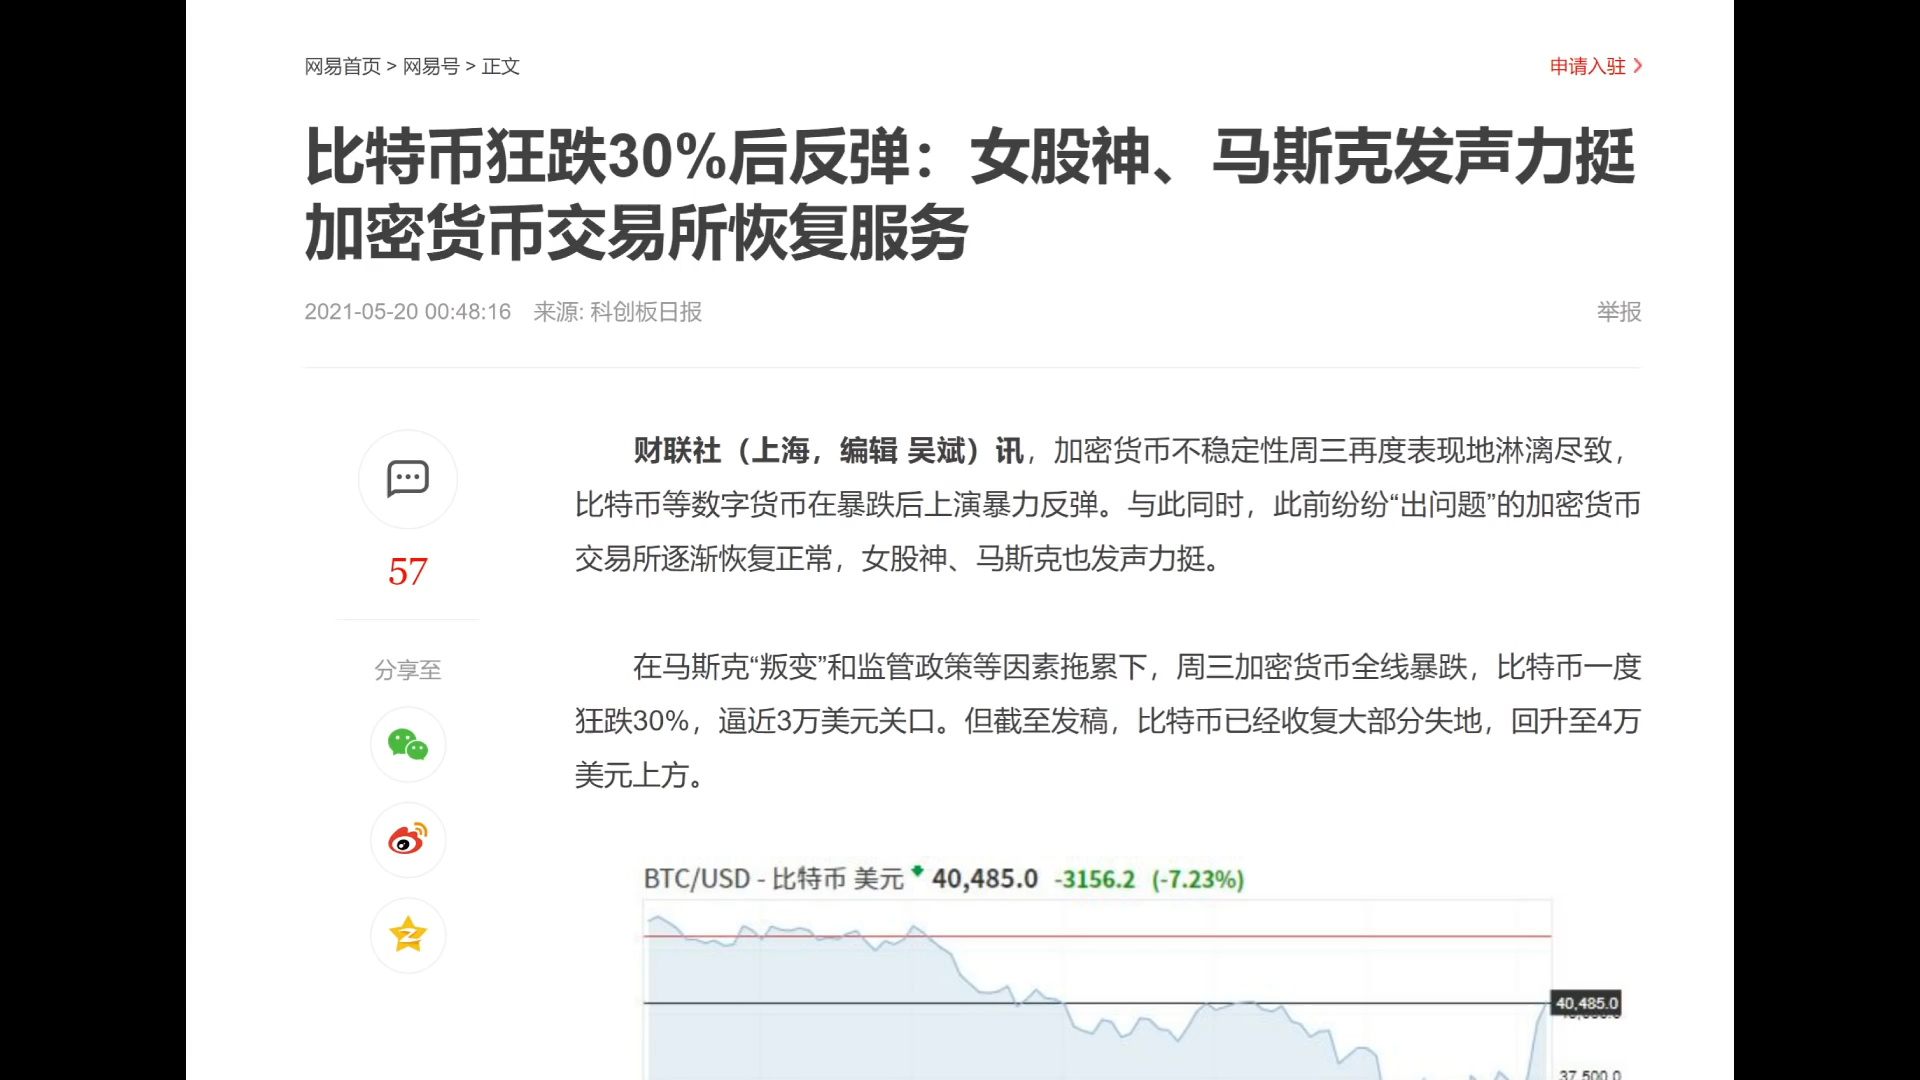 网易首页 > 网易号 > 正文
申请入驻
比特币狂跌30%后反弹：女股神、马斯克发声力挺
加密货币交易所恢复服务
2021-05-20 00:48:16 来源: 科创板日报
举报
57
分享至
财联社（上海，编辑 吴斌）讯，加密货币不稳定性周三再度表现地淋漓尽致，
比特币等数字货币在暴跌后上演暴力反弹。与此同时，此前纷纷“出问题”的加密货币
交易所逐渐恢复正常，女股神、马斯克也发声力挺。
在马斯克“叛变”和监管政策等因素拖累下，周三加密货币全线暴跌，比特币一度
狂跌30%，逼近3万美元关口。但截至发稿，比特币已经收复大部分失地，回升至4万
美元上方。
BTC/USD - 比特币 美元 40,485.0 -3156.2 (-7.23%)
40,485.0
37,500.0